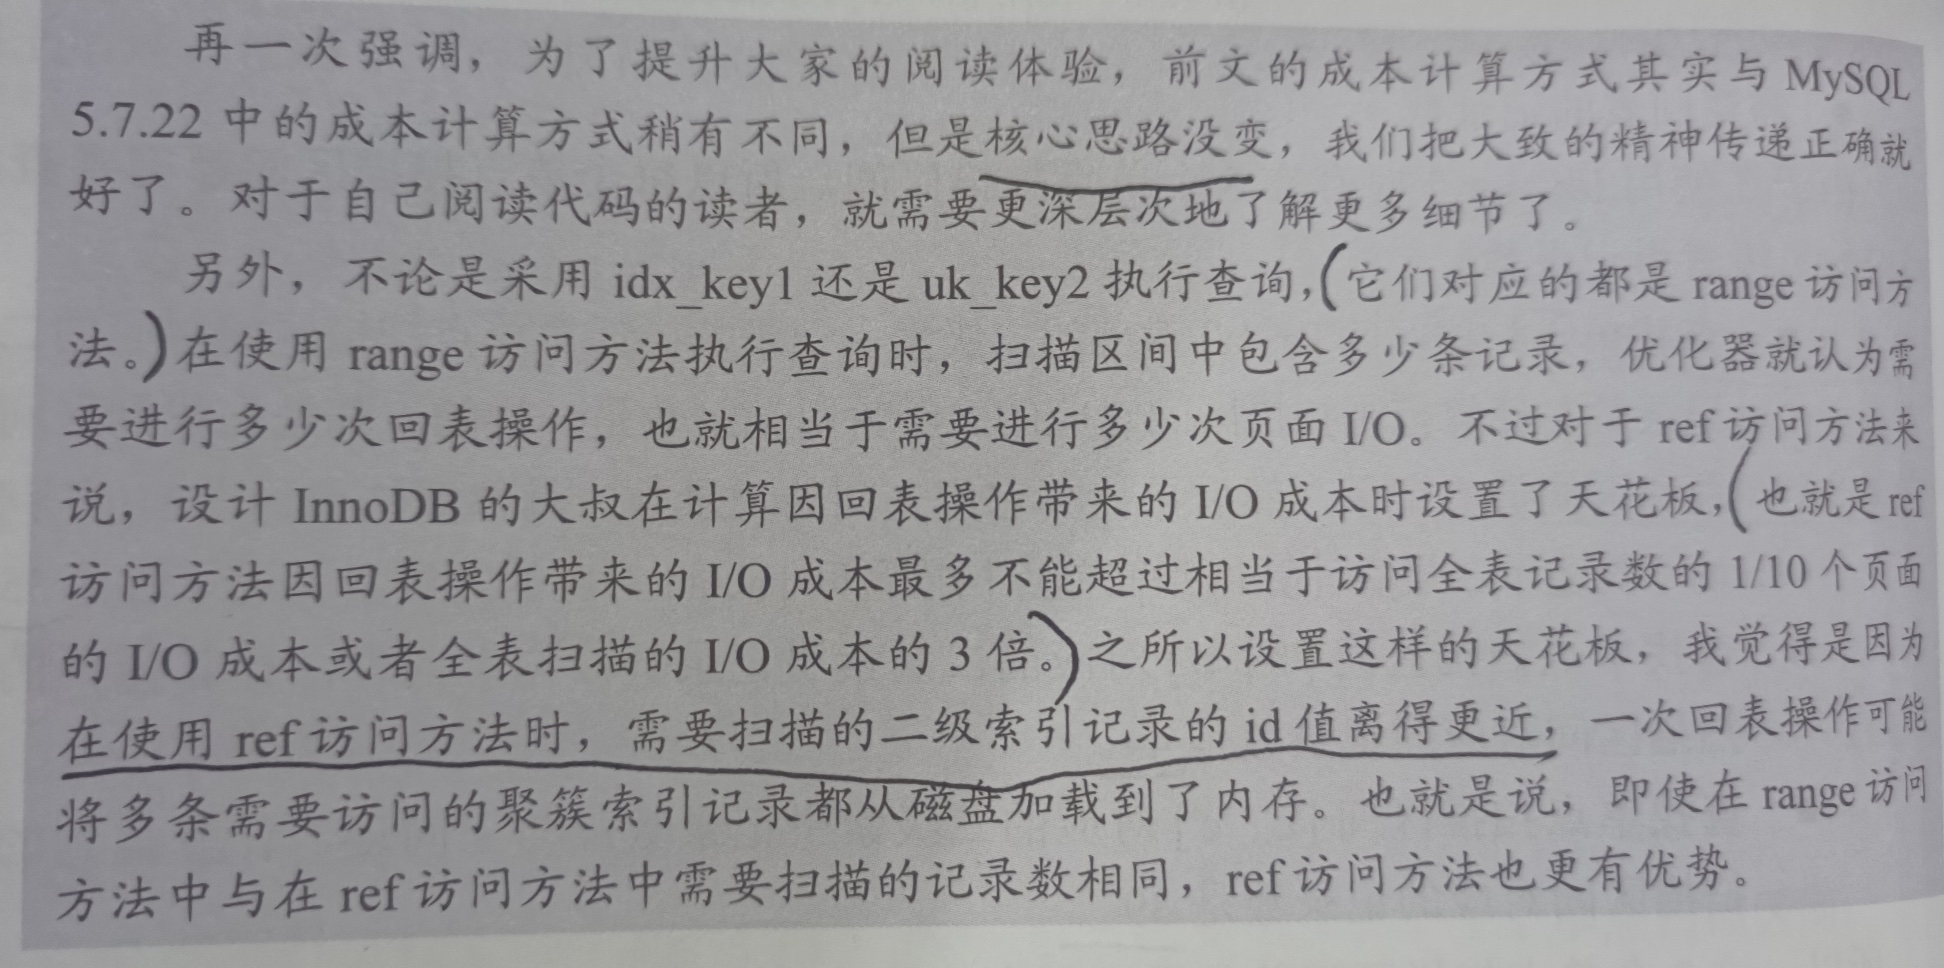 再一次强调，为了提升大家的阅读体验，前文的成本计算方式其实与 MySQL
5.7.22 中的成本计算方式稍有不同，但是核心思路没变，我们把大致的精神传递正确就
好了。对于自己阅读代码的读者，就需要更深层次地了解更多细节了。
另外，不论是采用 idx_key1 还是 uk_key2 执行查询，(它们对应的都是 range 访问方
法。)在使用 range 访问方法执行查询时，扫描区间中包含多少条记录，优化器就认为需
要进行多少次回表操作，也就相当于需要进行多少次页面 I/O。不过对于 ref 访问方法来
说，设计 InnoDB 的大叔在计算因回表操作带来的 I/O 成本时设置了天花板，(也就是 ref
访问方法因回表操作带来的 I/O 成本最多不能超过相当于访问全表记录数的 1/10 个页面
的 I/O 成本或者全表扫描的 I/O 成本的 3 倍。)之所以设置这样的天花板，我觉得是因为
在使用 ref 访问方法时，需要扫描的二级索引记录的 id 值离得更近，一次回表操作可能
将多条需要访问的聚簇索引记录都从磁盘加载到了内存。也就是说，即使在 range 访问
方法中与在 ref 访问方法中需要扫描的记录数相同，ref 访问方法也更有优势。